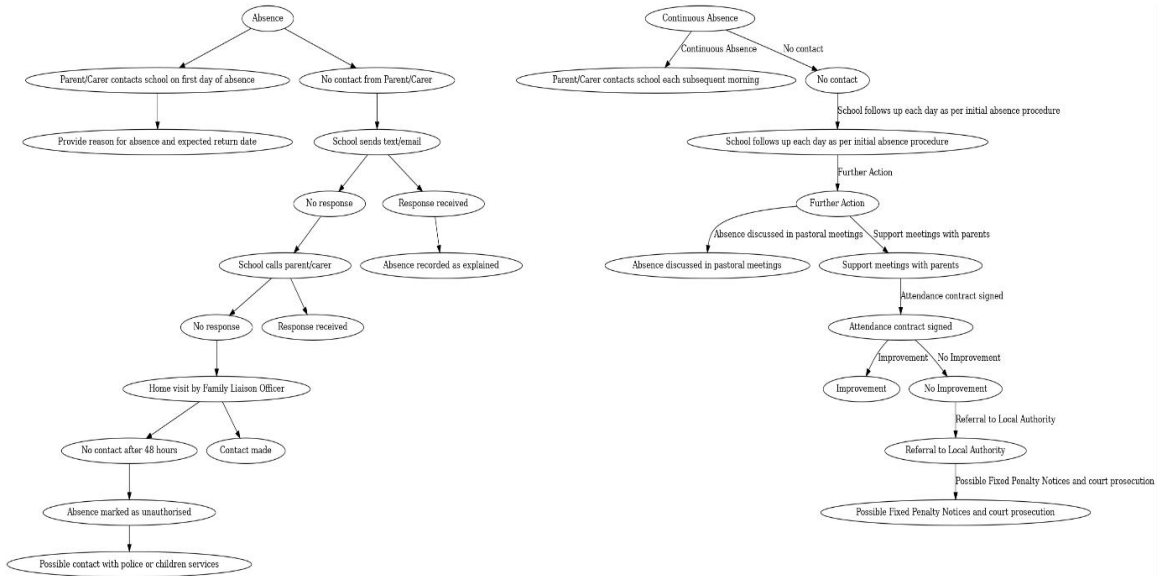 Absence
Parent/Carer contacts school on first day of absence
No contact from Parent/Carer
Provide reason for absence and expected return date
School sends text/email
No response
Response received
School calls parent/carer
Absence recorded as explained
No response
Response received
Home visit by Family Liaison Officer
No contact after 48 hours
Contact made
Absence marked as unauthorised
Possible contact with police or children services
Continuous Absence
Continuous Absence
No contact
Parent/Carer contacts school each subsequent morning
No contact
School follows up each day as per initial absence procedure
School follows up each day as per initial absence procedure
Further Action
Further Action
Absence discussed in pastoral meetings
Support meetings with parents
Absence discussed in pastoral meetings
Support meetings with parents
Attendance contract signed
Attendance contract signed
Improvement
No Improvement
Improvement
No Improvement
Referral to Local Authority
Referral to Local Authority
Possible Fixed Penalty Notices and court prosecution
Possible Fixed Penalty Notices and court prosecution